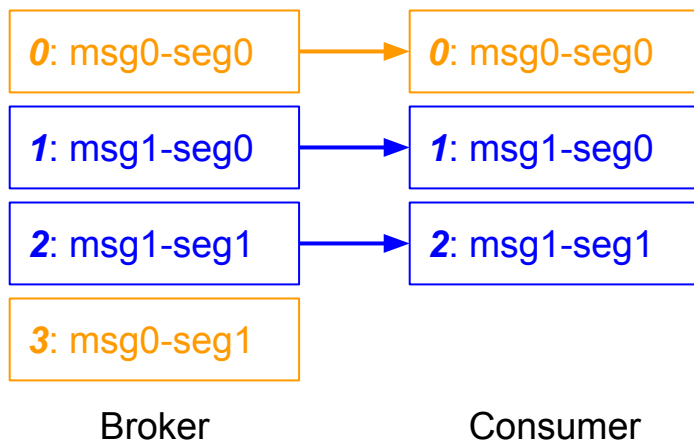 0: msg0-seg0
0: msg0-seg0
1: msg1-seg0
1: msg1-seg0
2: msg1-seg1
2: msg1-seg1
3: msg0-seg1
Broker
Consumer